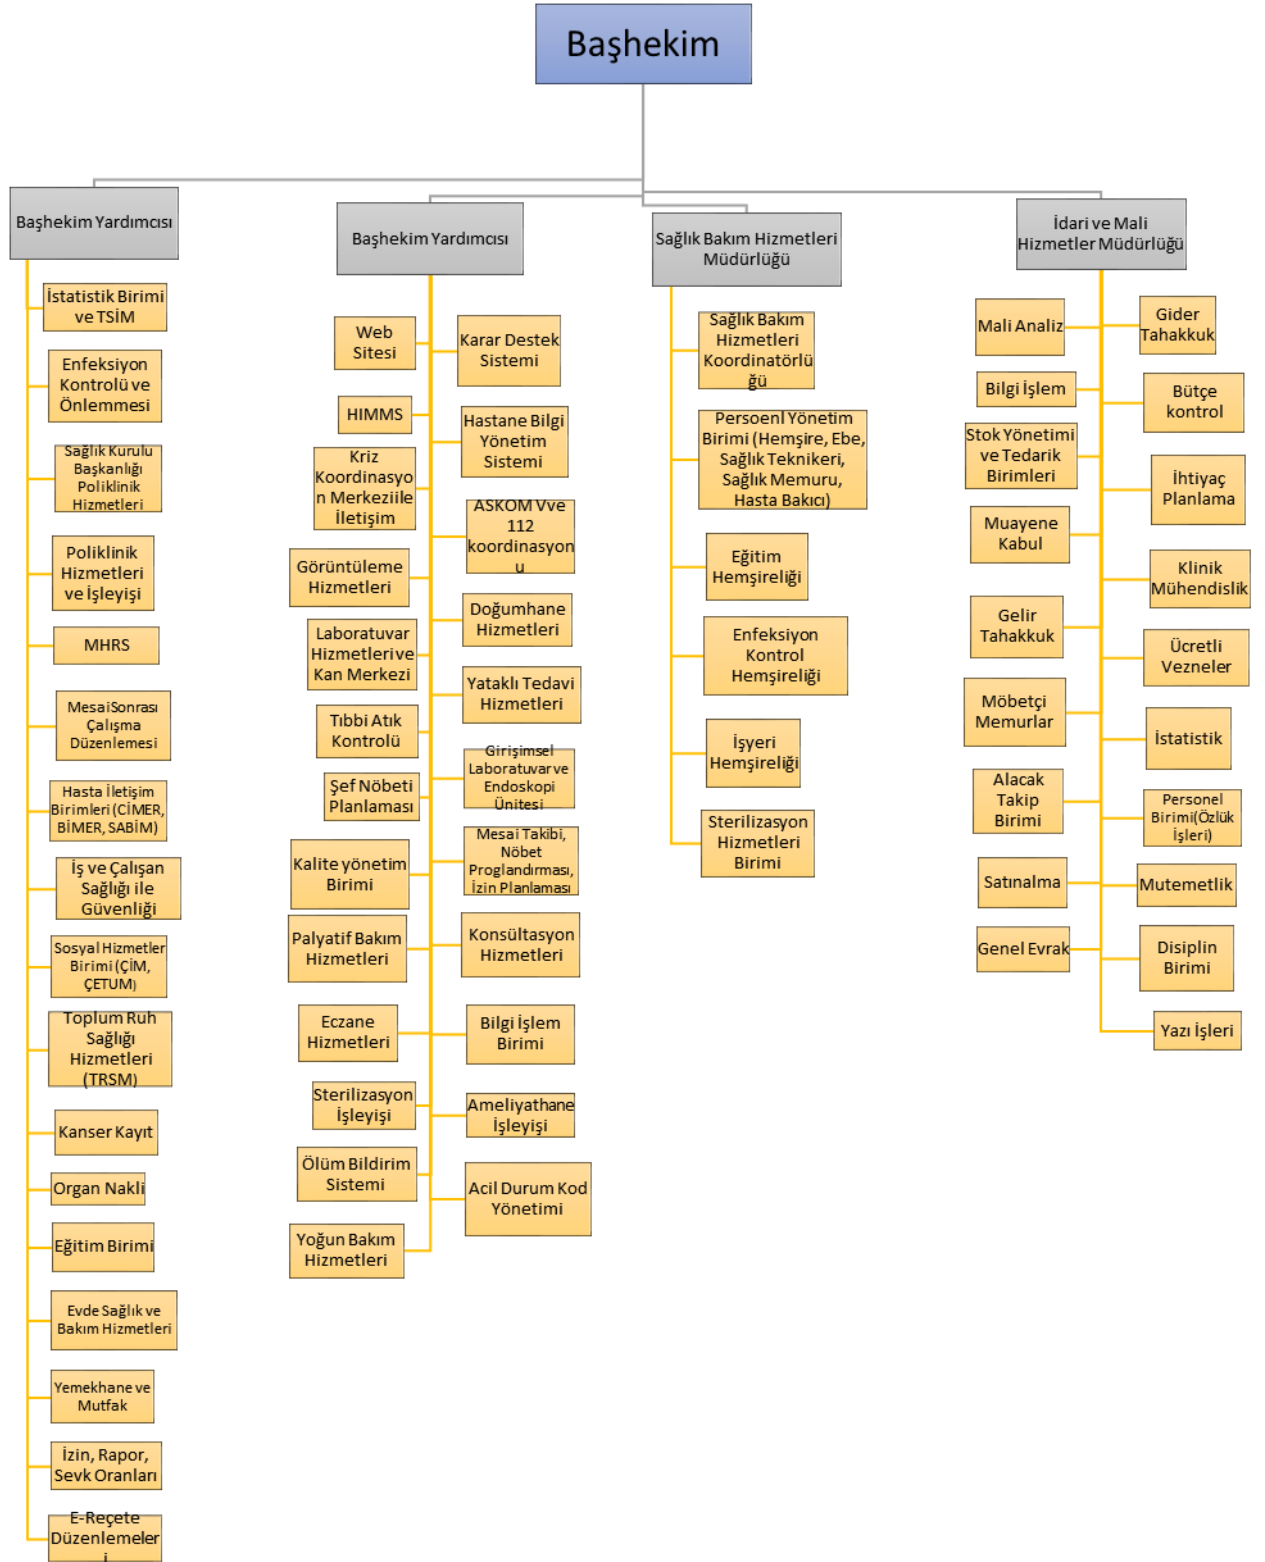 Başhekim
Başhekim Yardımcısı
İstatistik Birimi
ve TSİM
Enfeksiyon
Kontrolü ve
Önlemmesi
Sağlık Kurulu
Başkanlığı
Poliklinik
Hizmetleri
Poliklinik
Hizmetleri
ve İşleyişi
MHRS
Mesai Sonrası
Çalışma
Düzenlemesi
Hasta İletişim
Birimleri (CİMER,
BİMER, SABİM)
İş ve Çalışan
Sağlığı ile
Güvenliği
Sosyal Hizmetler
Birimi (ÇİM,
ÇETUM)
Toplum Ruh
Sağlığı
Hizmetleri
(TRSM)
Kanser Kayıt
Organ Nakli
Eğitim Birimi
Evde Sağlık ve
Bakım Hizmetleri
Yemekhane ve
Mutfak
İzin, Rapor,
Sevk Oranları
E-Reçete
Düzenlemeler
i
Başhekim Yardımcısı
Web
Sitesi
Karar Destek
Sistemi
HIMMS
Hastane Bilgi
Yönetim
Sistemi
Kriz
Koordinasyo
n Merkezi ile
İletişim
ASKOM Vve
112
koordinasyon
u
Görüntüleme
Hizmetleri
Doğumhane
Hizmetleri
Laboratuvar
Hizmetleri ve
Kan Merkezi
Yataklı Tedavi
Hizmetleri
Tıbbi Atık
Kontrolü
Girişimsel
Laboratuvar ve
Endoskopi
Ünitesi
Şef Nöbeti
Planlaması
Mesai Takibi,
Nöbet
Proglandırması,
İzin Planlaması
Kalite yönetim
Birimi
Konsültasyon
Hizmetleri
Palyatif Bakım
Hizmetleri
Bilgi İşlem
Birimi
Eczane
Hizmetleri
Ameliyathane
İşleyişi
Sterilizasyon
İşleyişi
Acil Durum Kod
Yönetimi
Ölüm Bildirim
Sistemi
Yoğun Bakım
Hizmetleri
Sağlık Bakım Hizmetleri
Müdürlüğü
Sağlık Bakım
Hizmetleri
Koordinatörlü
ğü
Persoenl Yönetim
Birimi (Hemşire, Ebe,
Sağlık Teknikeri,
Sağlık Memuru,
Hasta Bakıcı)
Eğitim
Hemşireliği
Enfeksiyon
Kontrol
Hemşireliği
İşyeri
Hemşireliği
Sterilizasyon
Hizmetleri
Birimi
İdari ve Mali
Hizmetler Müdürlüğü
Mali Analiz
Gider
Tahakkuk
Bilgi İşlem
Bütçe
kontrol
Stok Yönetimi
ve Tedarik
Birimleri
İhtiyaç
Planlama
Muayene
Kabul
Klinik
Mühendislik
Gelir
Tahakkuk
Ücretli
Vezneler
Möbetçi
Memurlar
İstatistik
Alacak
Takip
Birimi
Personel
Birimi(Özlük
İşleri)
Satınalma
Mutemetlik
Genel Evrak
Disiplin
Birimi
Yazı İşleri